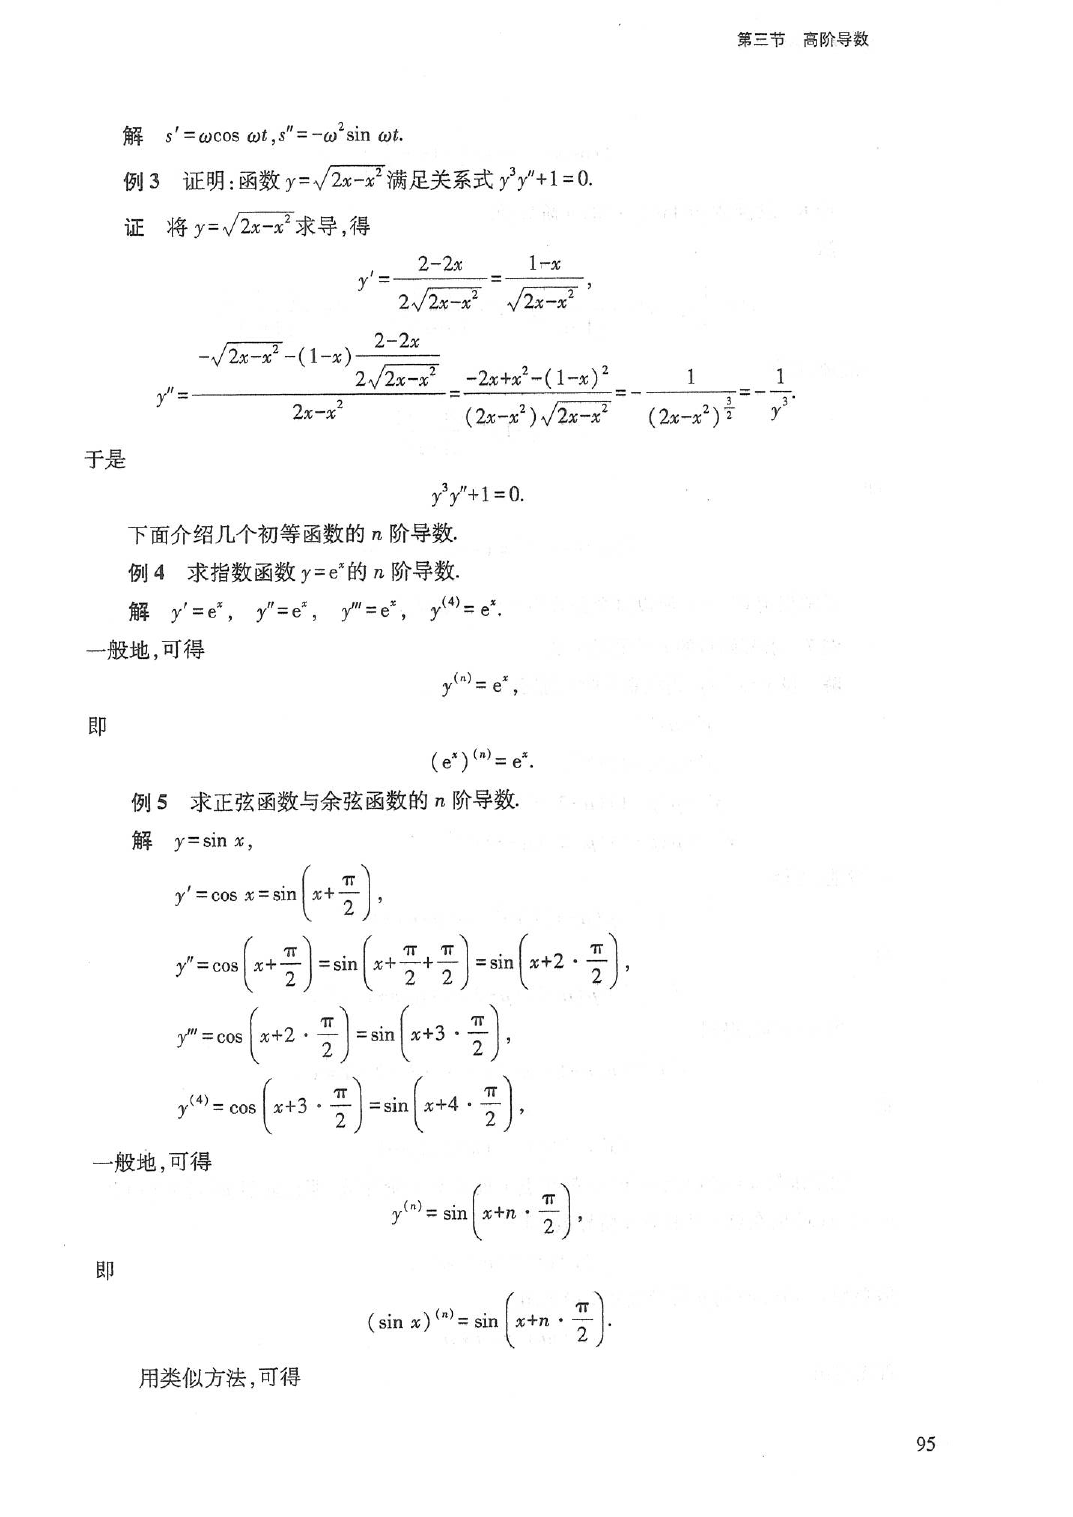 第三节 高阶导数
解 s′=ωcos ωt,s″=-ω²sin ωt.
例 3 证明:函数 y=√(2x-x²) 满足关系式 y³y″+1=0.
证 将 y=√(2x-x²) 求导,得
y′=(2-2x)/(2√(2x-x²))=(1-x)/√(2x-x²),
y″=(-√(2x-x²)-(1-x)(2-2x)/(2√(2x-x²)))/(2x-x²)=(-2x+x²-(1-x)²)/((2x-x²)√(2x-x²))=-1/(2x-x²)^(3/2)=-1/y³.
于是
y³y″+1=0.
下面介绍几个初等函数的 n 阶导数.
例 4 求指数函数 y=eˣ的 n 阶导数.
解 y′=eˣ, y″=eˣ, y‴=eˣ, y⁽⁴⁾=eˣ.
一般地,可得
y⁽ⁿ⁾=eˣ,
即
(eˣ)⁽ⁿ⁾=eˣ.
例 5 求正弦函数与余弦函数的 n 阶导数.
解 y=sin x,
y′=cos x=sin(x+π/2),
y″=cos(x+π/2)=sin(x+π/2+π/2)=sin(x+2·π/2),
y‴=cos(x+2·π/2)=sin(x+3·π/2),
y⁽⁴⁾=cos(x+3·π/2)=sin(x+4·π/2),
一般地,可得
y⁽ⁿ⁾=sin(x+n·π/2),
即
(sin x)⁽ⁿ⁾=sin(x+n·π/2).
用类似方法,可得
95